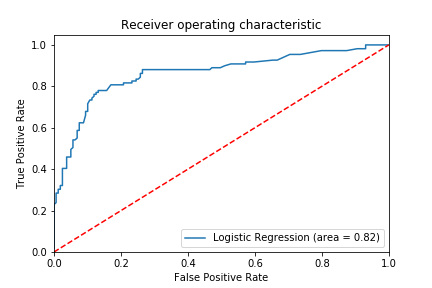 Receiver operating characteristic
1.0
0.8
0.6
0.4
0.2
0.0
True Positive Rate
Logistic Regression (area = 0.82)
0.0 0.2 0.4 0.6 0.8 1.0
False Positive Rate